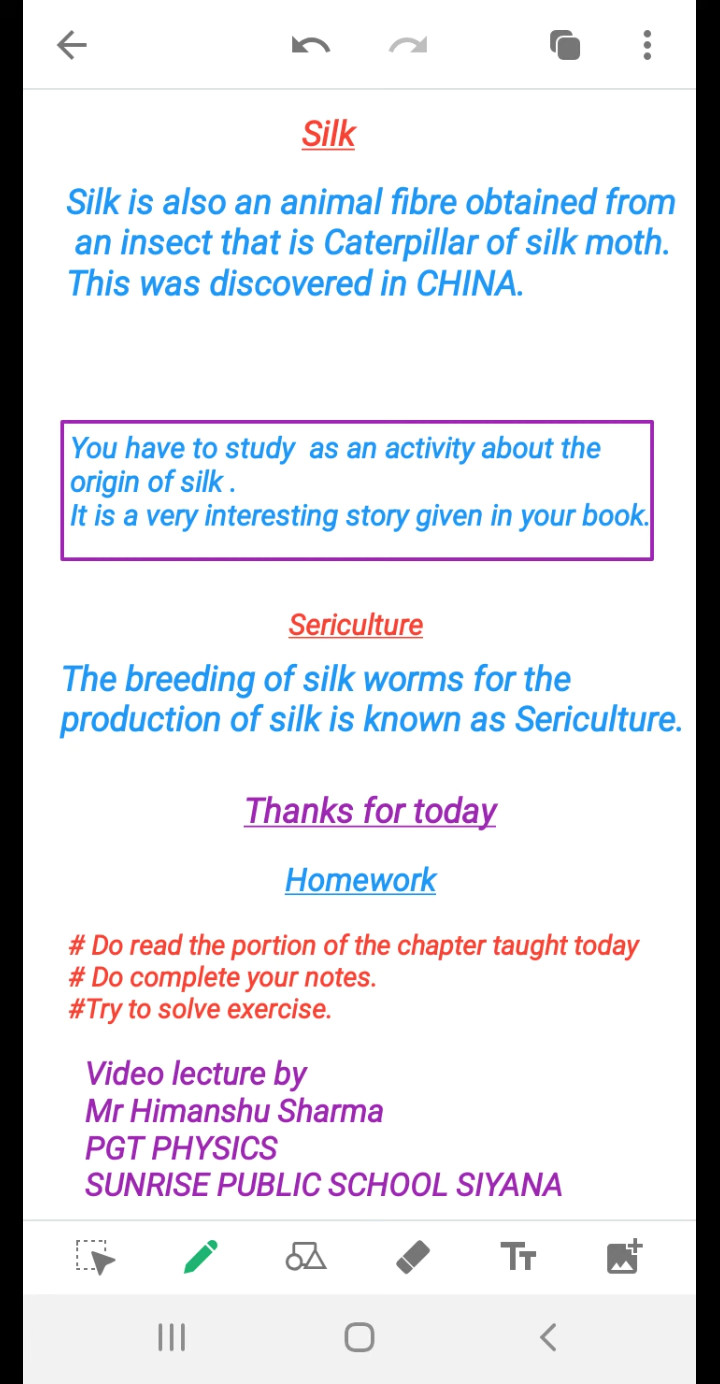 Silk
Silk is also an animal fibre obtained from
an insect that is Caterpillar of silk moth.
This was discovered in CHINA.
You have to study  as an activity about the
origin of silk .
It is a very interesting story given in your book.
Sericulture
The breeding of silk worms for the
production of silk is known as Sericulture.
Thanks for today
Homework
# Do read the portion of the chapter taught today
# Do complete your notes.
#Try to solve exercise.
Video lecture by
Mr Himanshu Sharma
PGT PHYSICS
SUNRISE PUBLIC SCHOOL SIYANA
TT